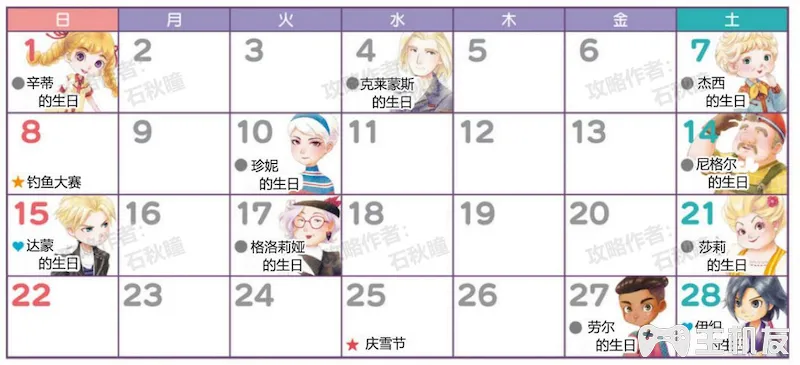 日 月 火 水 木 金 土
1 2 3 4 5 6 7
辛蒂
的生日
克莱蒙斯
的生日
杰西
的生日
攻略作者：
石秋瞳
攻略作者：
石秋瞳
8 9 10 11 12 13 14
钓鱼大赛
珍妮
的生日
尼格尔
的生日
15 16 17 18 19 20 21
达蒙
的生日
格洛莉娅
的生日
莎莉
的生日
攻略作者：
石秋瞳
攻略作者：
石秋瞳
22 23 24 25 26 27 28
庆雪节
劳尔
的生日
伊纪
的生日
主机友